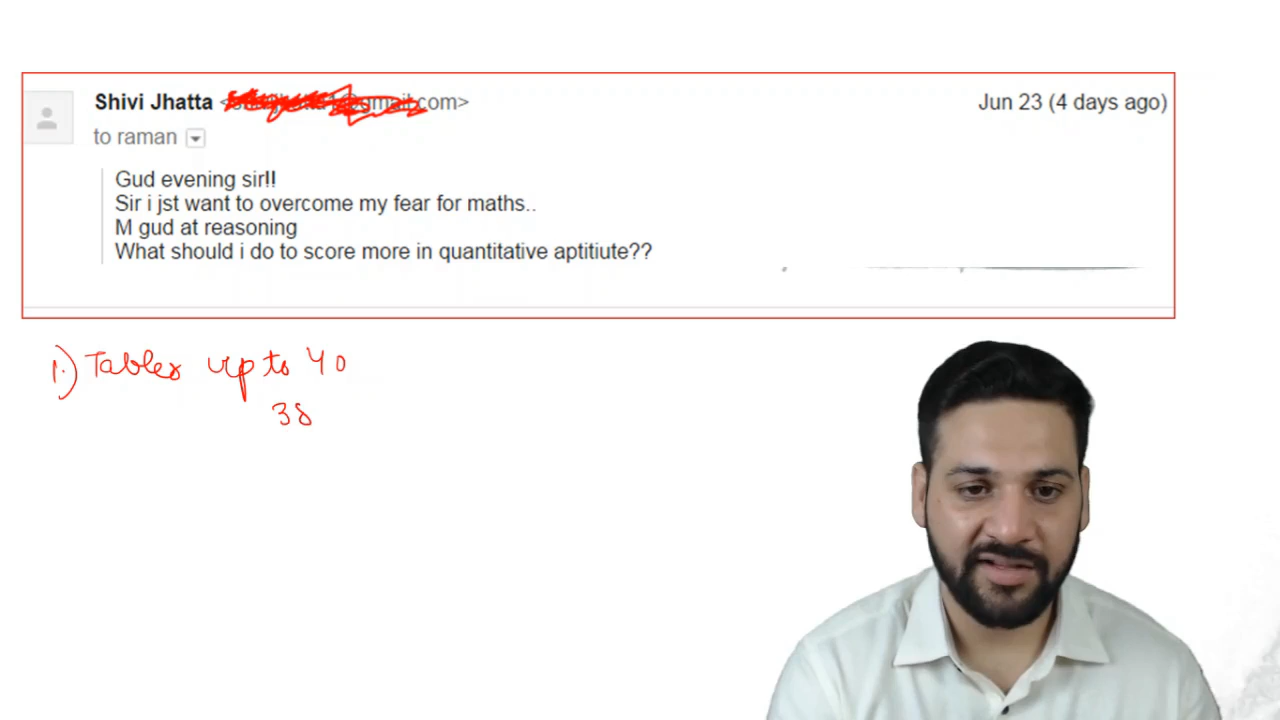 Shivi Jhatta
Jun 23 (4 days ago)
to raman
Gud evening sir!!
Sir i jst want to overcome my fear for maths..
M gud at reasoning
What should i do to score more in quantitative aptitiute??
1.) Tables up to 40
38